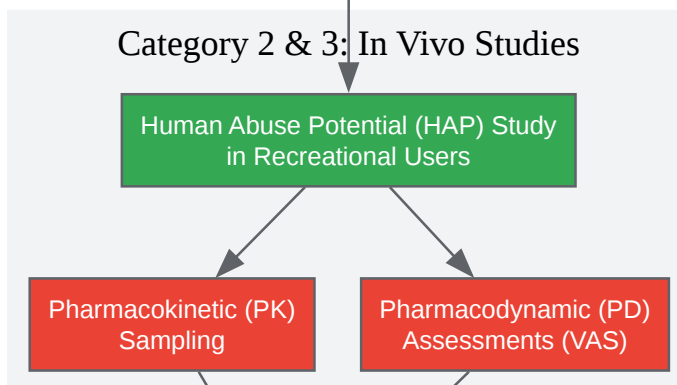 Category 2 & 3: In Vivo Studies
Human Abuse Potential (HAP) Study
in Recreational Users
Pharmacokinetic (PK)
Sampling
Pharmacodynamic (PD)
Assessments (VAS)